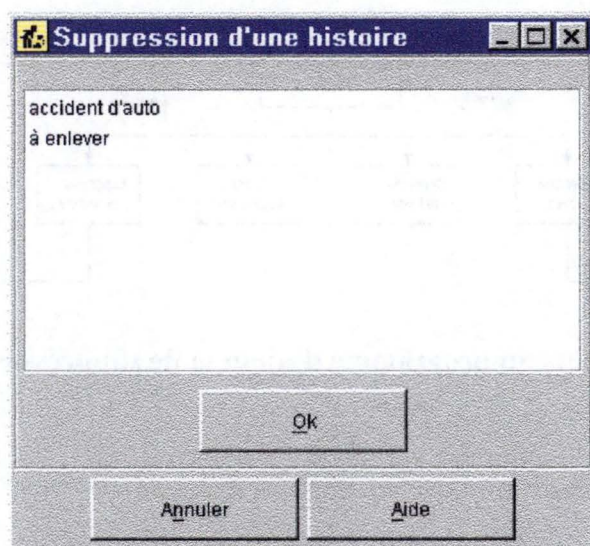 Suppression d'une histoire
accident d'auto
à enlever
Ok
Annuler
Aide